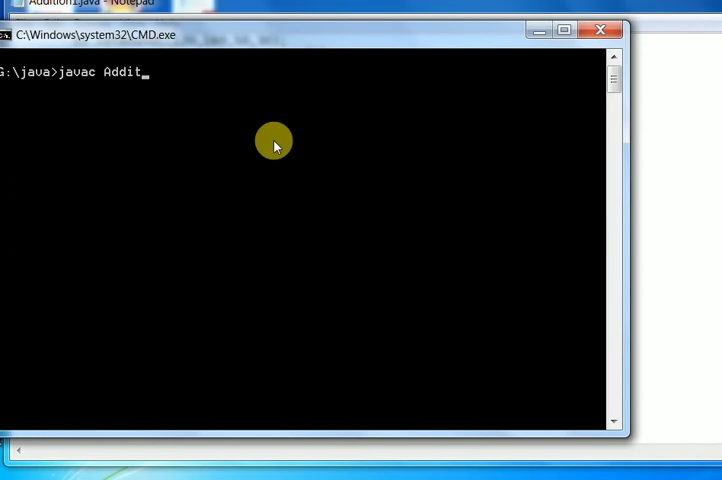 Addition1.java - Notepad
C:\Windows\system32\CMD.exe
G:\java>javac Addit_